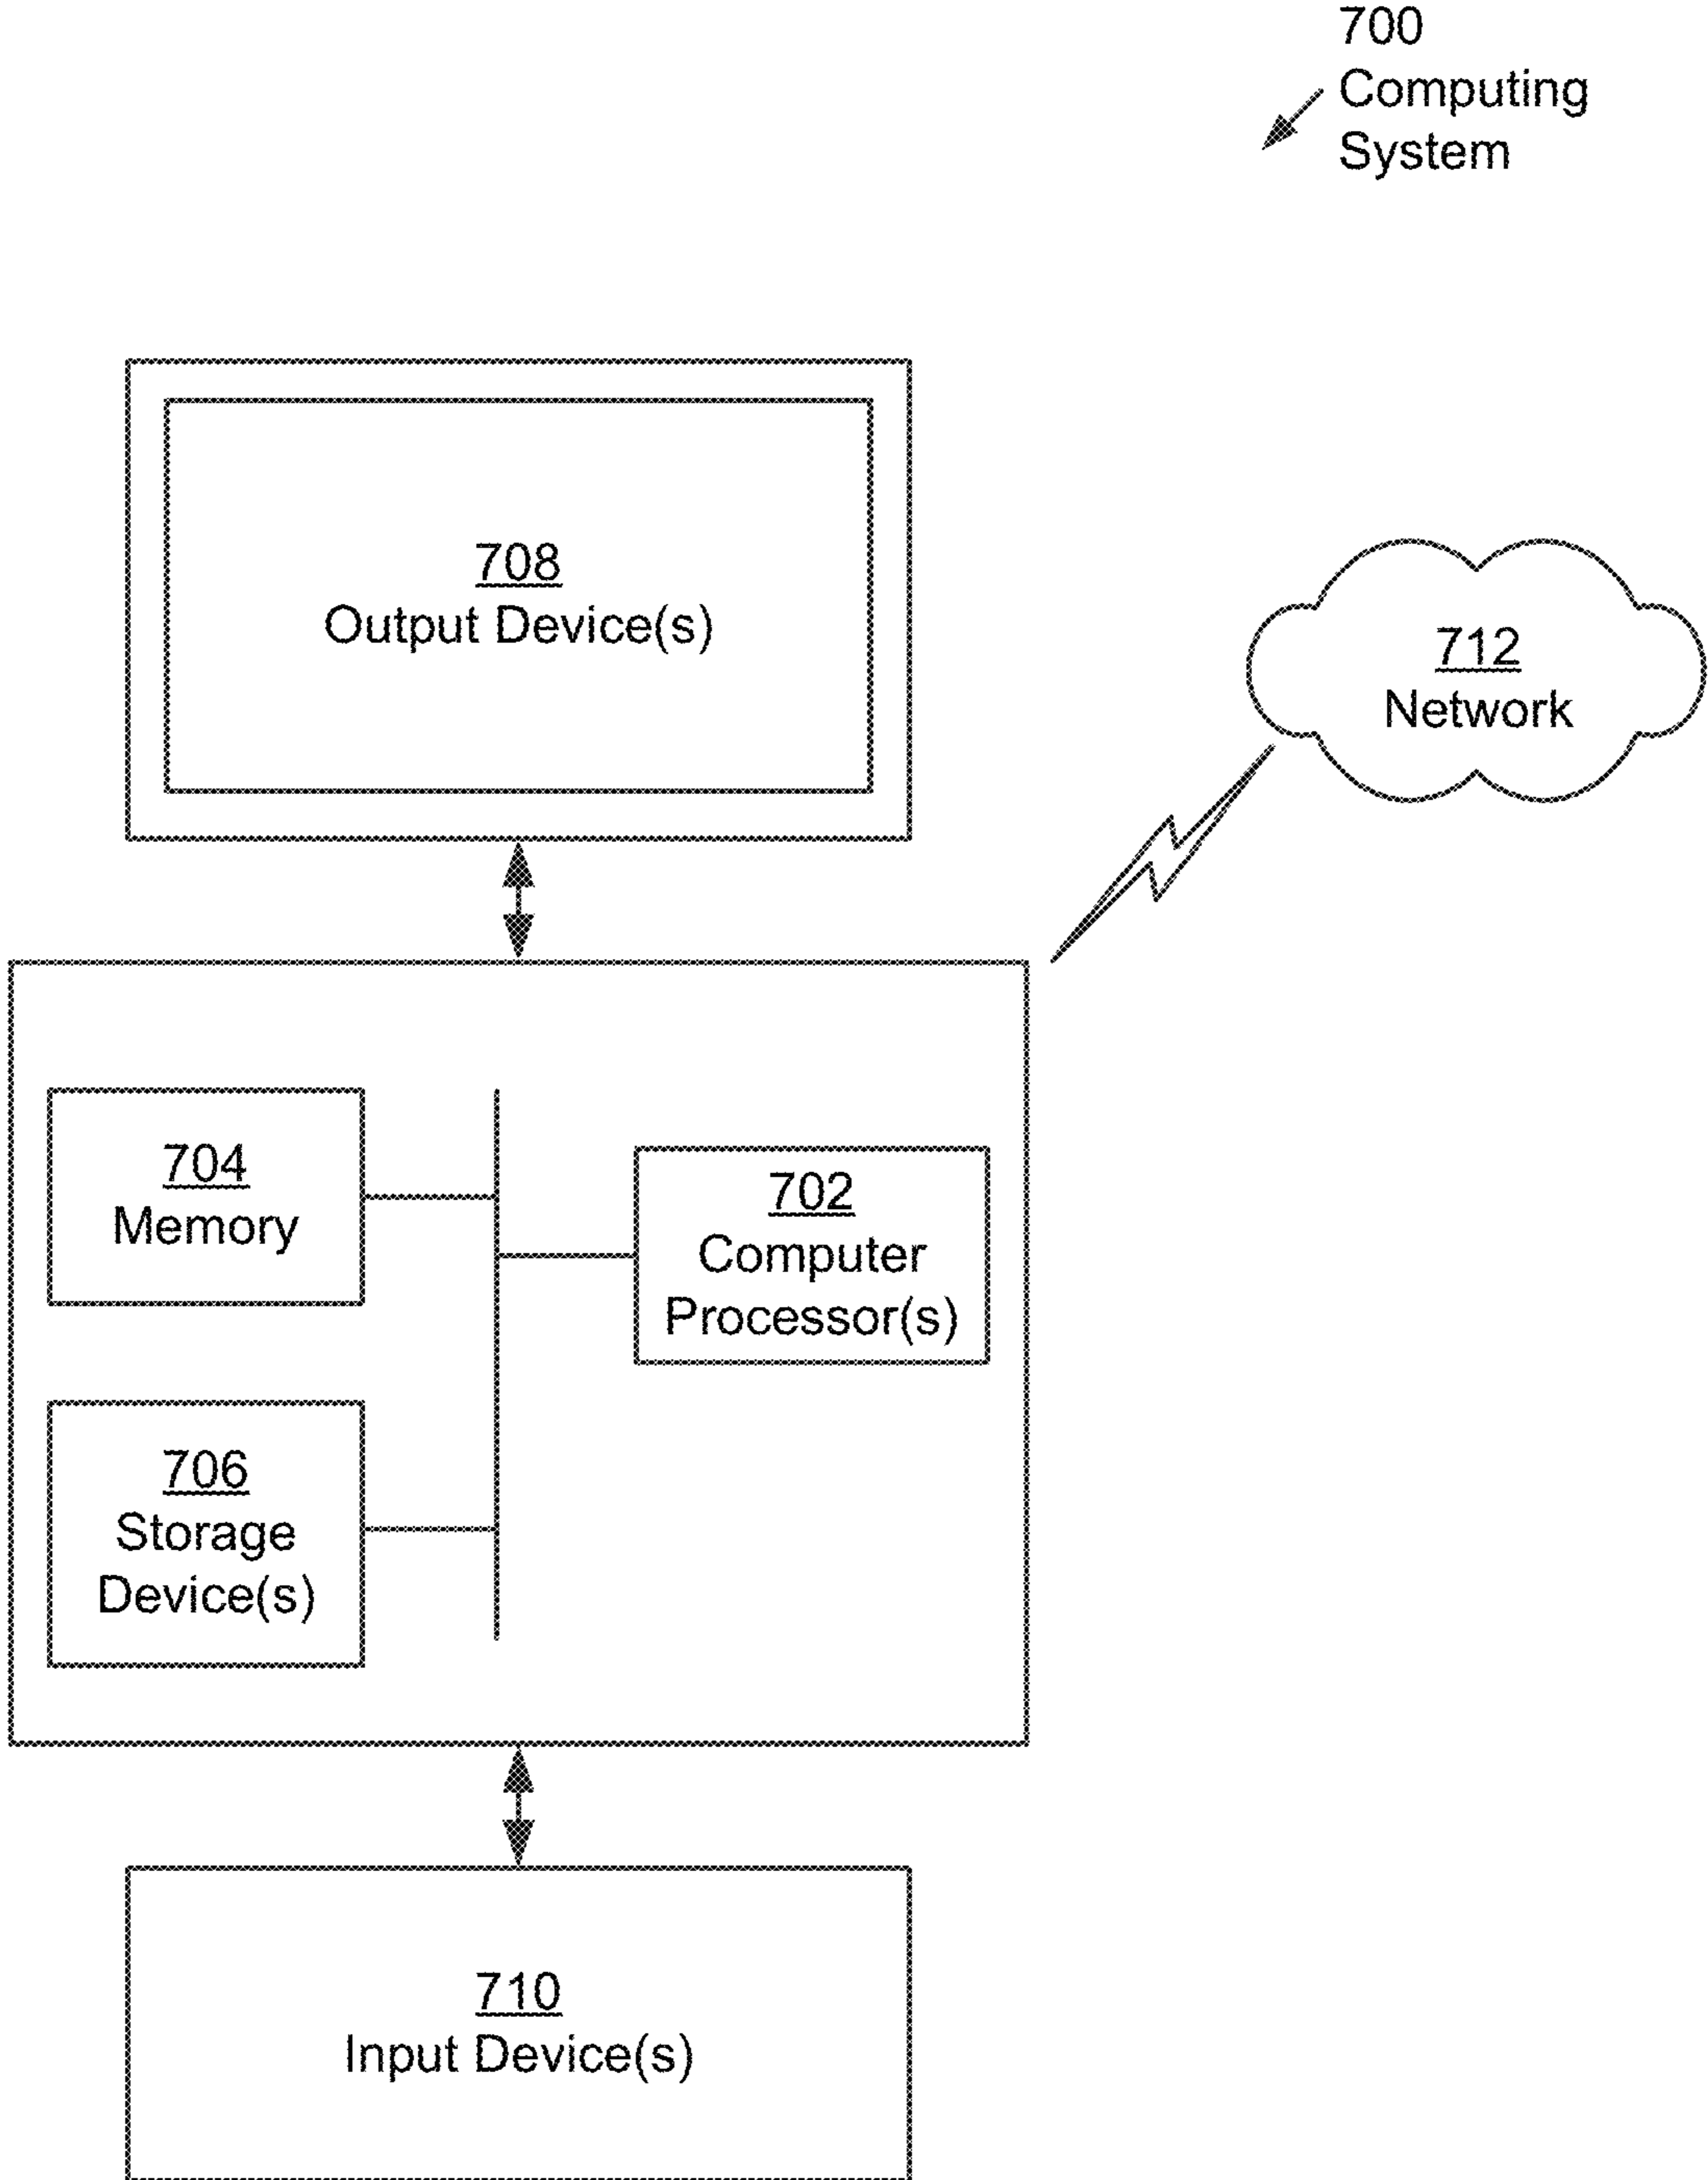 700
Computing
System
708
Output Device(s)
712
Network
704
Memory
702
Computer
Processor(s)
706
Storage
Device(s)
710
Input Device(s)